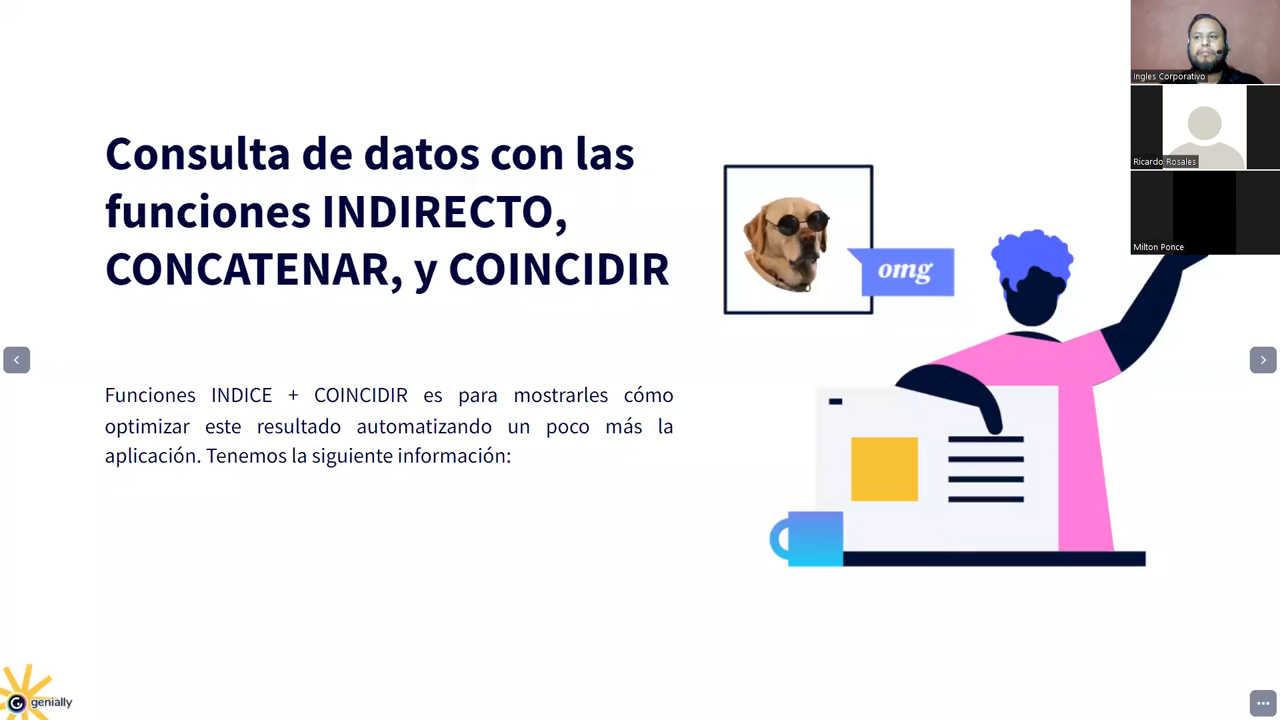 Consulta de datos con las
funciones INDIRECTO,
CONCATENAR, y COINCIDIR
Funciones INDICE + COINCIDIR es para mostrarles cómo
optimizar este resultado automatizando un poco más la
aplicación. Tenemos la siguiente información:
omg
Ingles Corporativo
Ricardo Rosales
Milton Ponce
genially